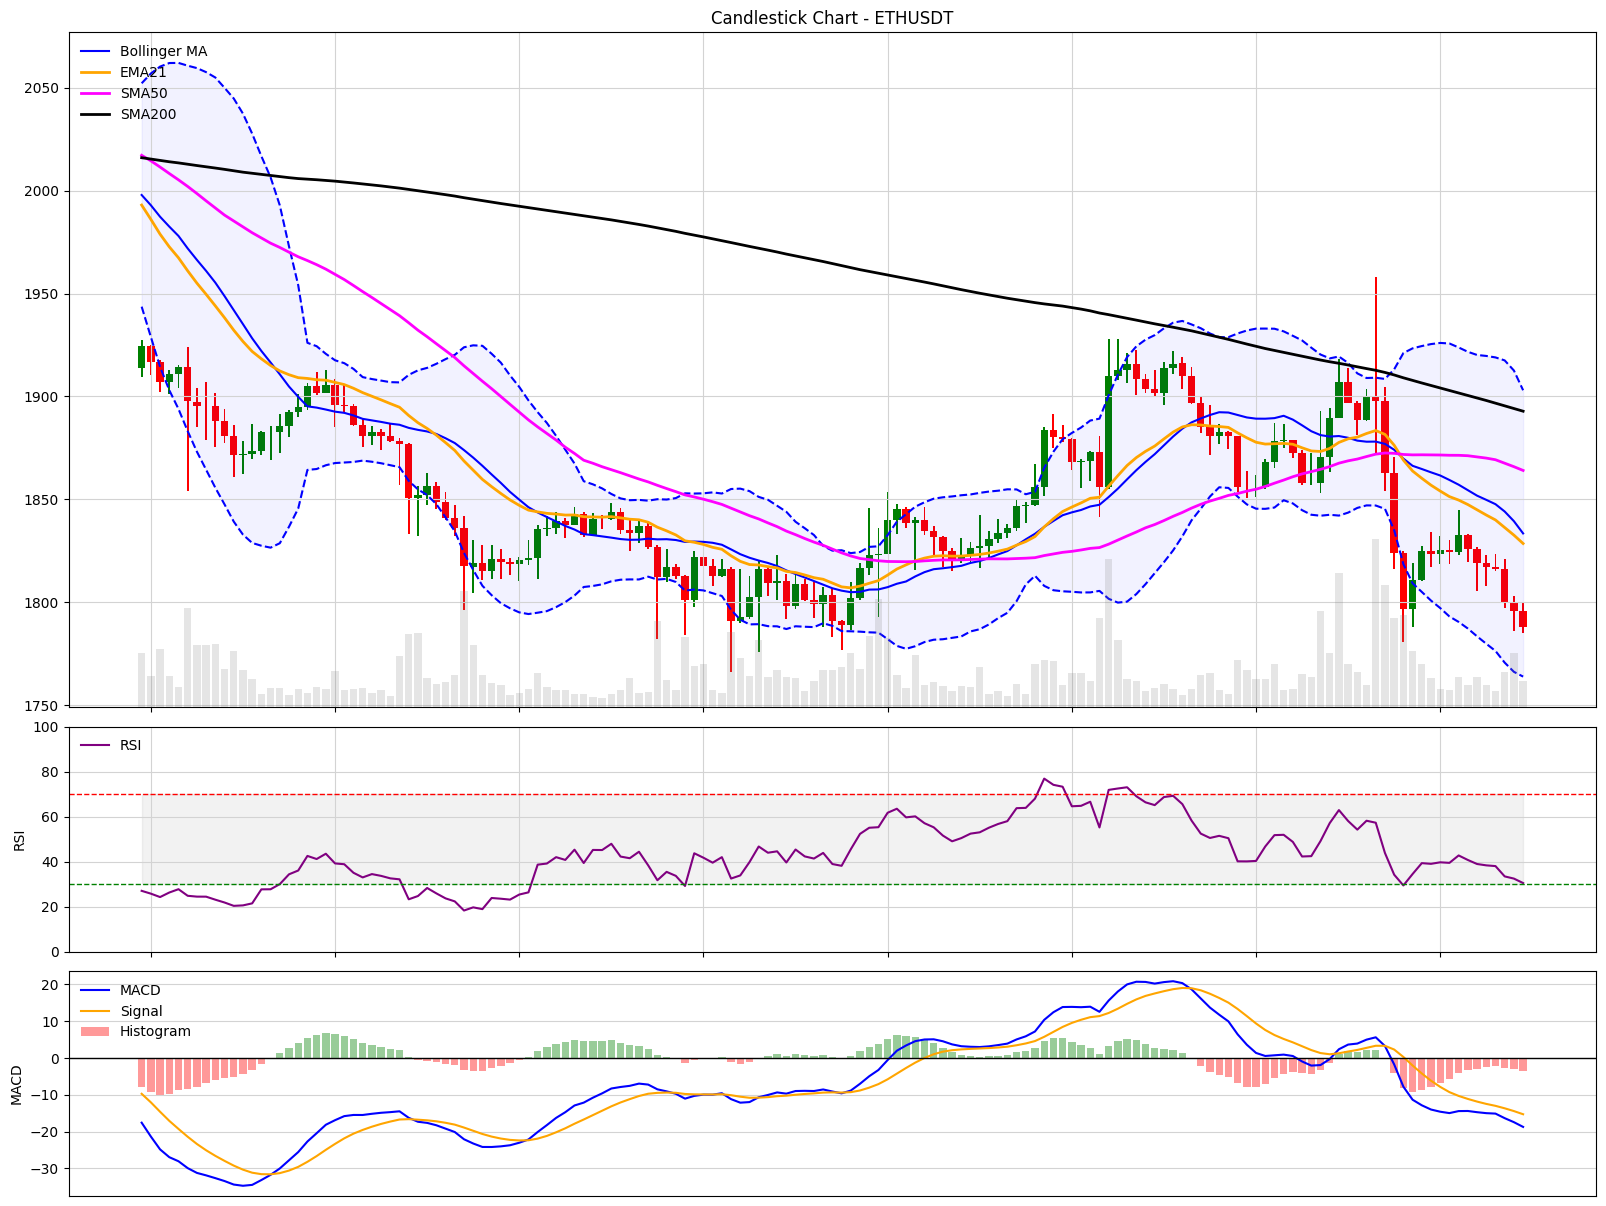 Candlestick Chart - ETHUSDT
Bollinger MA
EMA21
SMA50
SMA200
2050
2000
1950
1900
1850
1800
1750
RSI
RSI
100
80
60
40
20
0
MACD
Signal
Histogram
MACD
20
10
0
−10
−20
−30